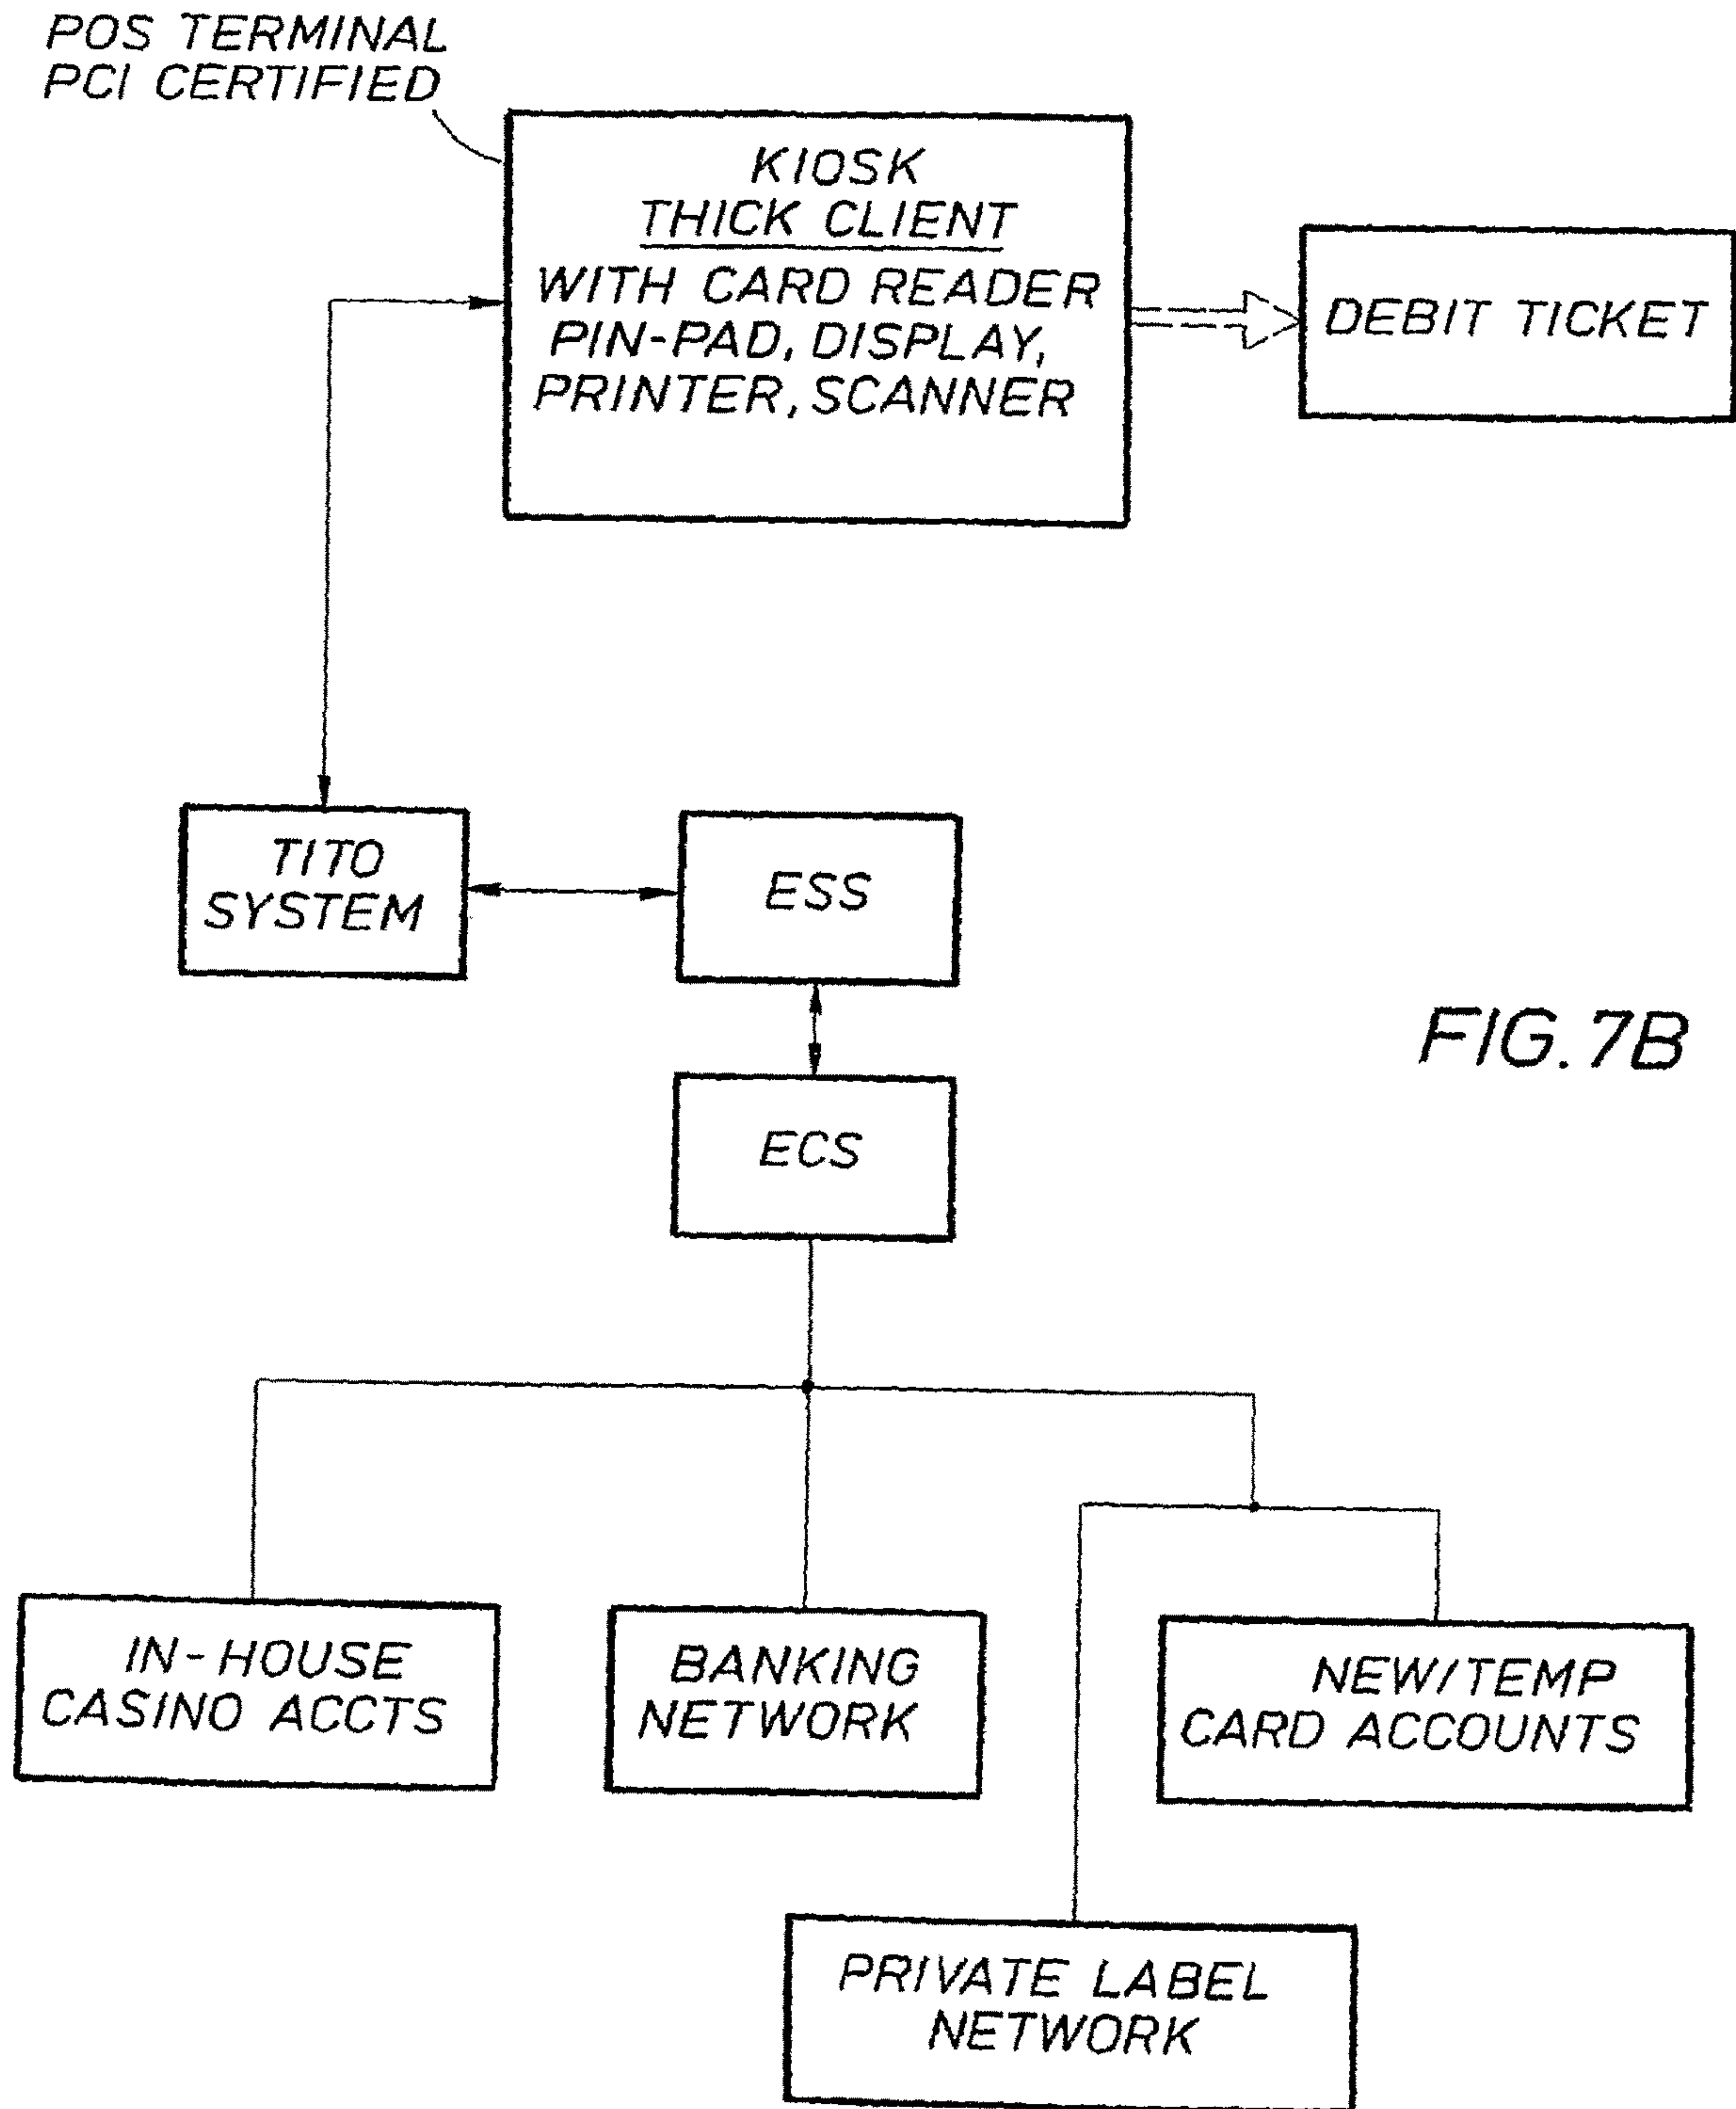 POS TERMINAL
PCI CERTIFIED
KIOSK
THICK CLIENT
WITH CARD READER
PIN-PAD, DISPLAY,
PRINTER, SCANNER
DEBIT TICKET
TITO
SYSTEM
ESS
FIG. 7B
ECS
IN-HOUSE
CASINO ACCTS
BANKING
NETWORK
NEW/TEMP
CARD ACCOUNTS
PRIVATE LABEL
NETWORK